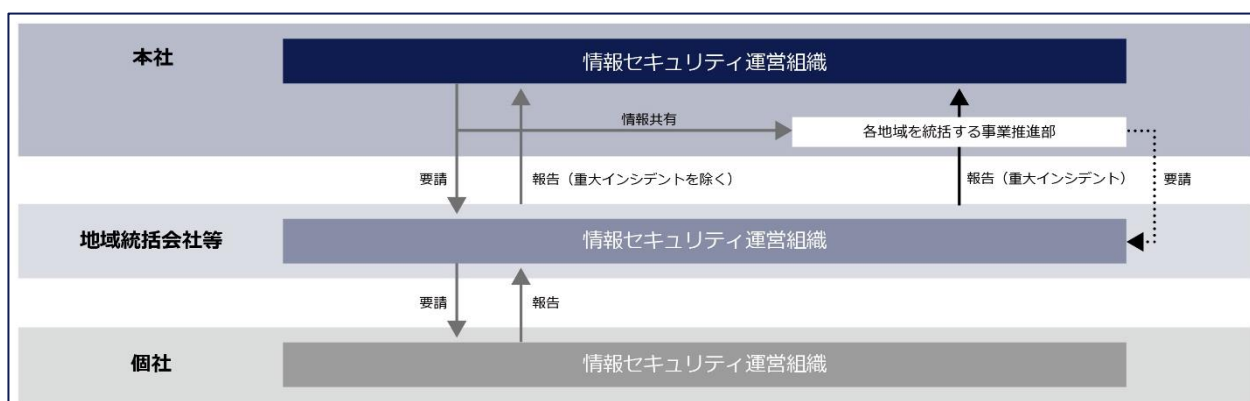 本社
情報セキュリティ運営組織
情報共有
各地域を統括する事業推進部
要請
報告（重大インシデントを除く）
報告（重大インシデント）
要請
地域統括会社等
情報セキュリティ運営組織
要請
報告
個社
情報セキュリティ運営組織